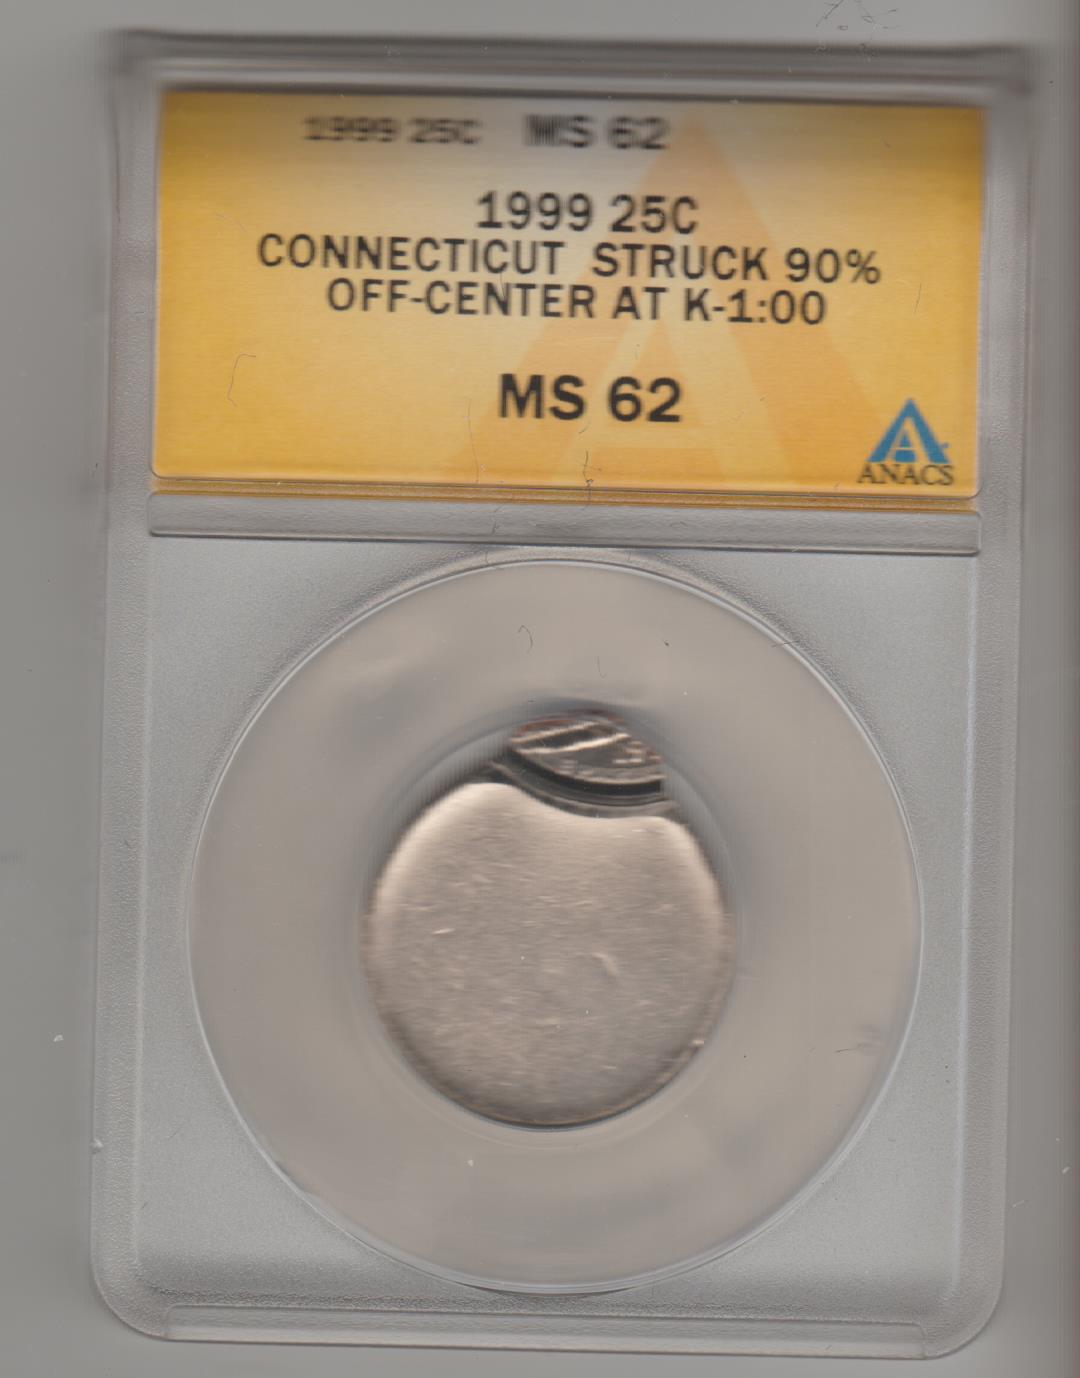 1999 25C MS 62
1999 25C
CONNECTICUT STRUCK 90%
OFF-CENTER AT K-1:00
MS 62
ANACS